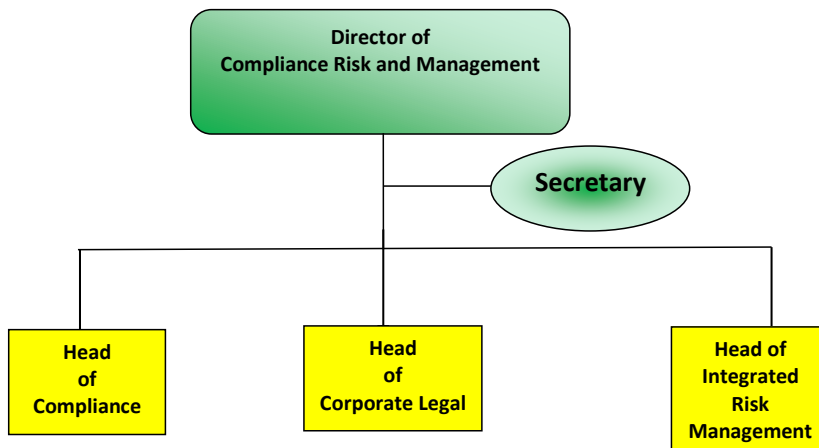 Director of
Compliance Risk and Management
Secretary
Head
of
Compliance
Head
of
Corporate Legal
Head of
Integrated
Risk
Management